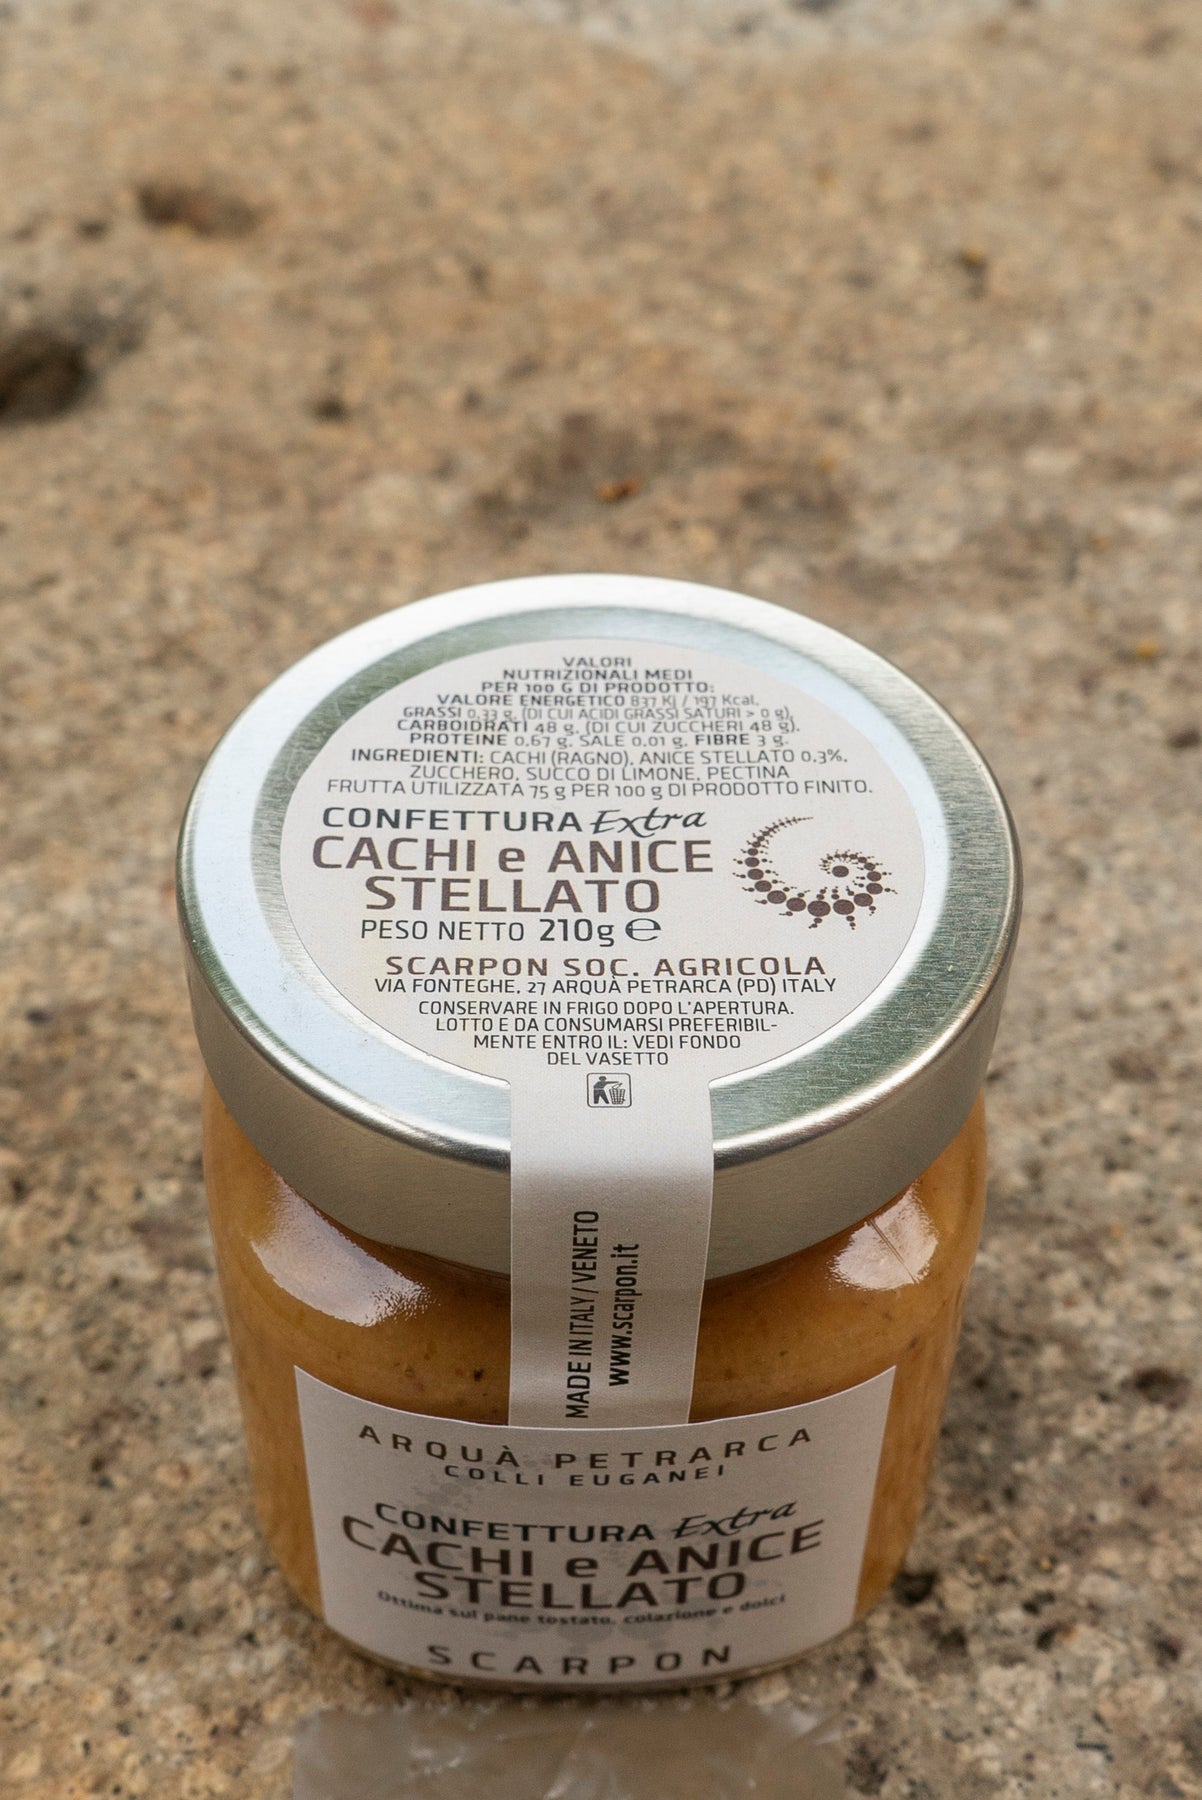 VALORI
NUTRIZIONALI MEDI
PER 100 G DI PRODOTTO:
VALORE ENERGETICO 837 Kj / 197 Kcal,
GRASSI 0,33 g, (DI CUI ACIDI GRASSI SATURI > 0 g),
CARBOIDRATI 48 g, (DI CUI ZUCCHERI 48 g),
PROTEINE 0,67 g, SALE 0,01 g, FIBRE 3 g.
INGREDIENTI: CACHI (RAGNO), ANICE STELLATO 0,3%,
ZUCCHERO, SUCCO DI LIMONE, PECTINA
FRUTTA UTILIZZATA 75 g PER 100 g DI PRODOTTO FINITO.
CONFETTURA Extra
CACHI e ANICE
STELLATO
PESO NETTO 210g ℮
SCARPON SOC. AGRICOLA
VIA FONTEGHE, 27 ARQUÀ PETRARCA (PD) ITALY
CONSERVARE IN FRIGO DOPO L'APERTURA.
LOTTO E DA CONSUMARSI PREFERIBIL-
MENTE ENTRO IL: VEDI FONDO
DEL VASETTO
MADE IN ITALY / VENETO
www.scarpon.it
ARQUÀ PETRARCA
COLLI EUGANEI
CONFETTURA Extra
CACHI e ANICE
STELLATO
Ottima sul pane tostato, colazione e dolci
SCARPON